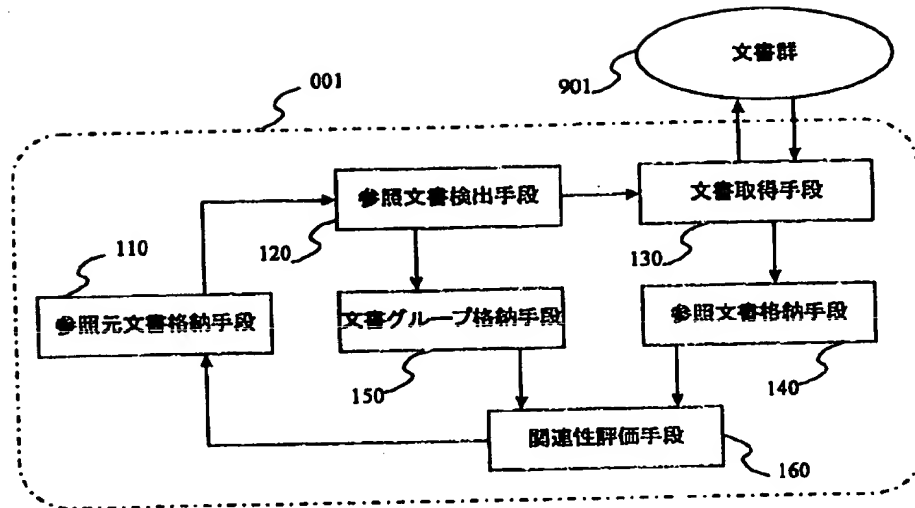 文書群
901
001
参照文書検出手段
文書取得手段
120
130
110
参照元文書格納手段
文書グループ格納手段
参照文書格納手段
150
140
関連性評価手段
160